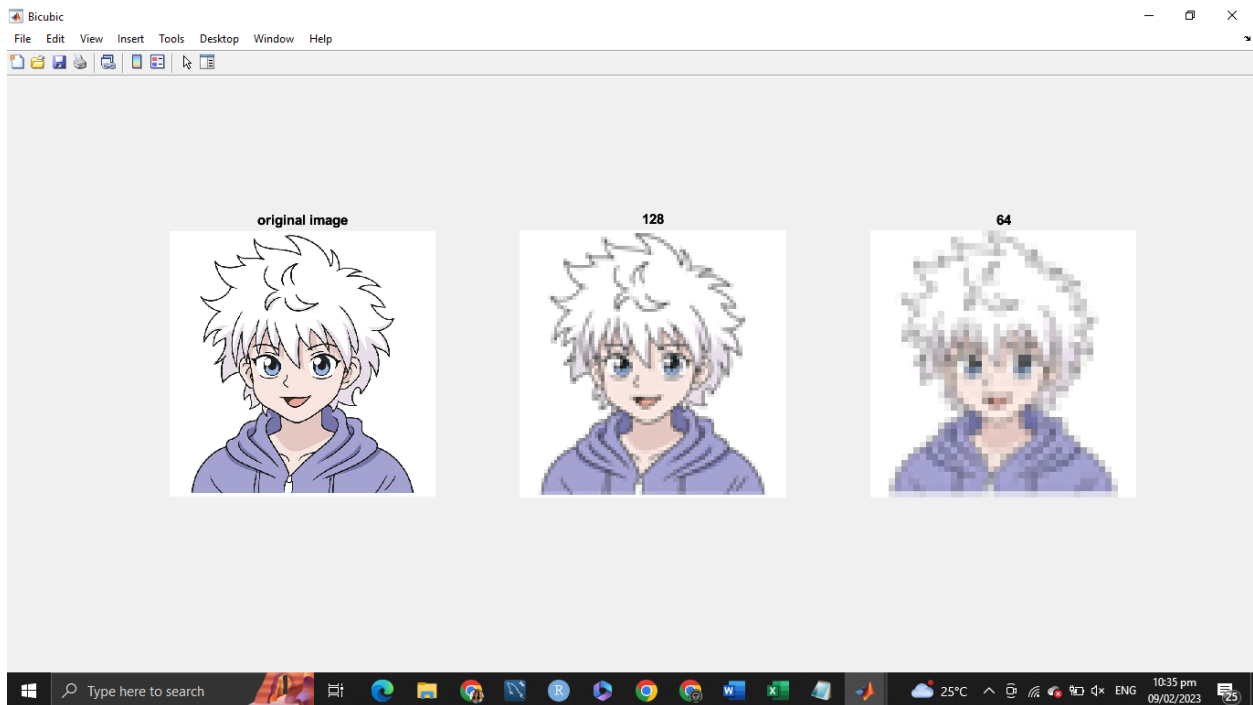 Bicubic
File Edit View Insert Tools Desktop Window Help
original image
128
64
Type here to search
R
W
X
25°C
ENG
10:35 pm
09/02/2023
25